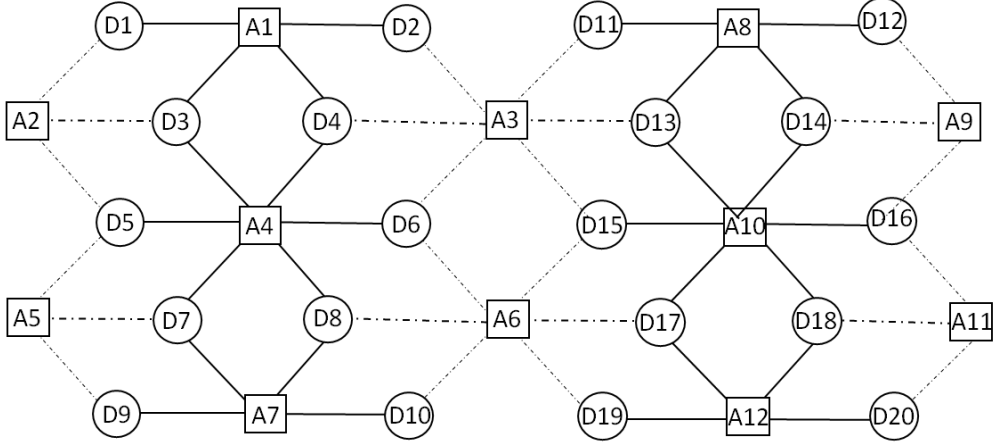 D1 A1 D2 D11 A8 D12
A2 D3 D4 A3 D13 D14 A9
D5 A4 D6 D15 A10 D16
A5 D7 D8 A6 D17 D18 A11
D9 A7 D10 D19 A12 D20